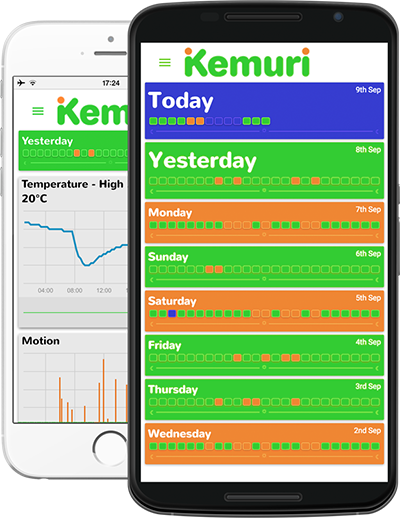 17:24
Kem
Yesterday
Temperature - High
20°C
04:00 08:00 12:00
Motion
Kemuri
Today
9th Sep
Yesterday
8th Sep
Monday
7th Sep
Sunday
6th Sep
Saturday
5th Sep
Friday
4th Sep
Thursday
3rd Sep
Wednesday
2nd Sep